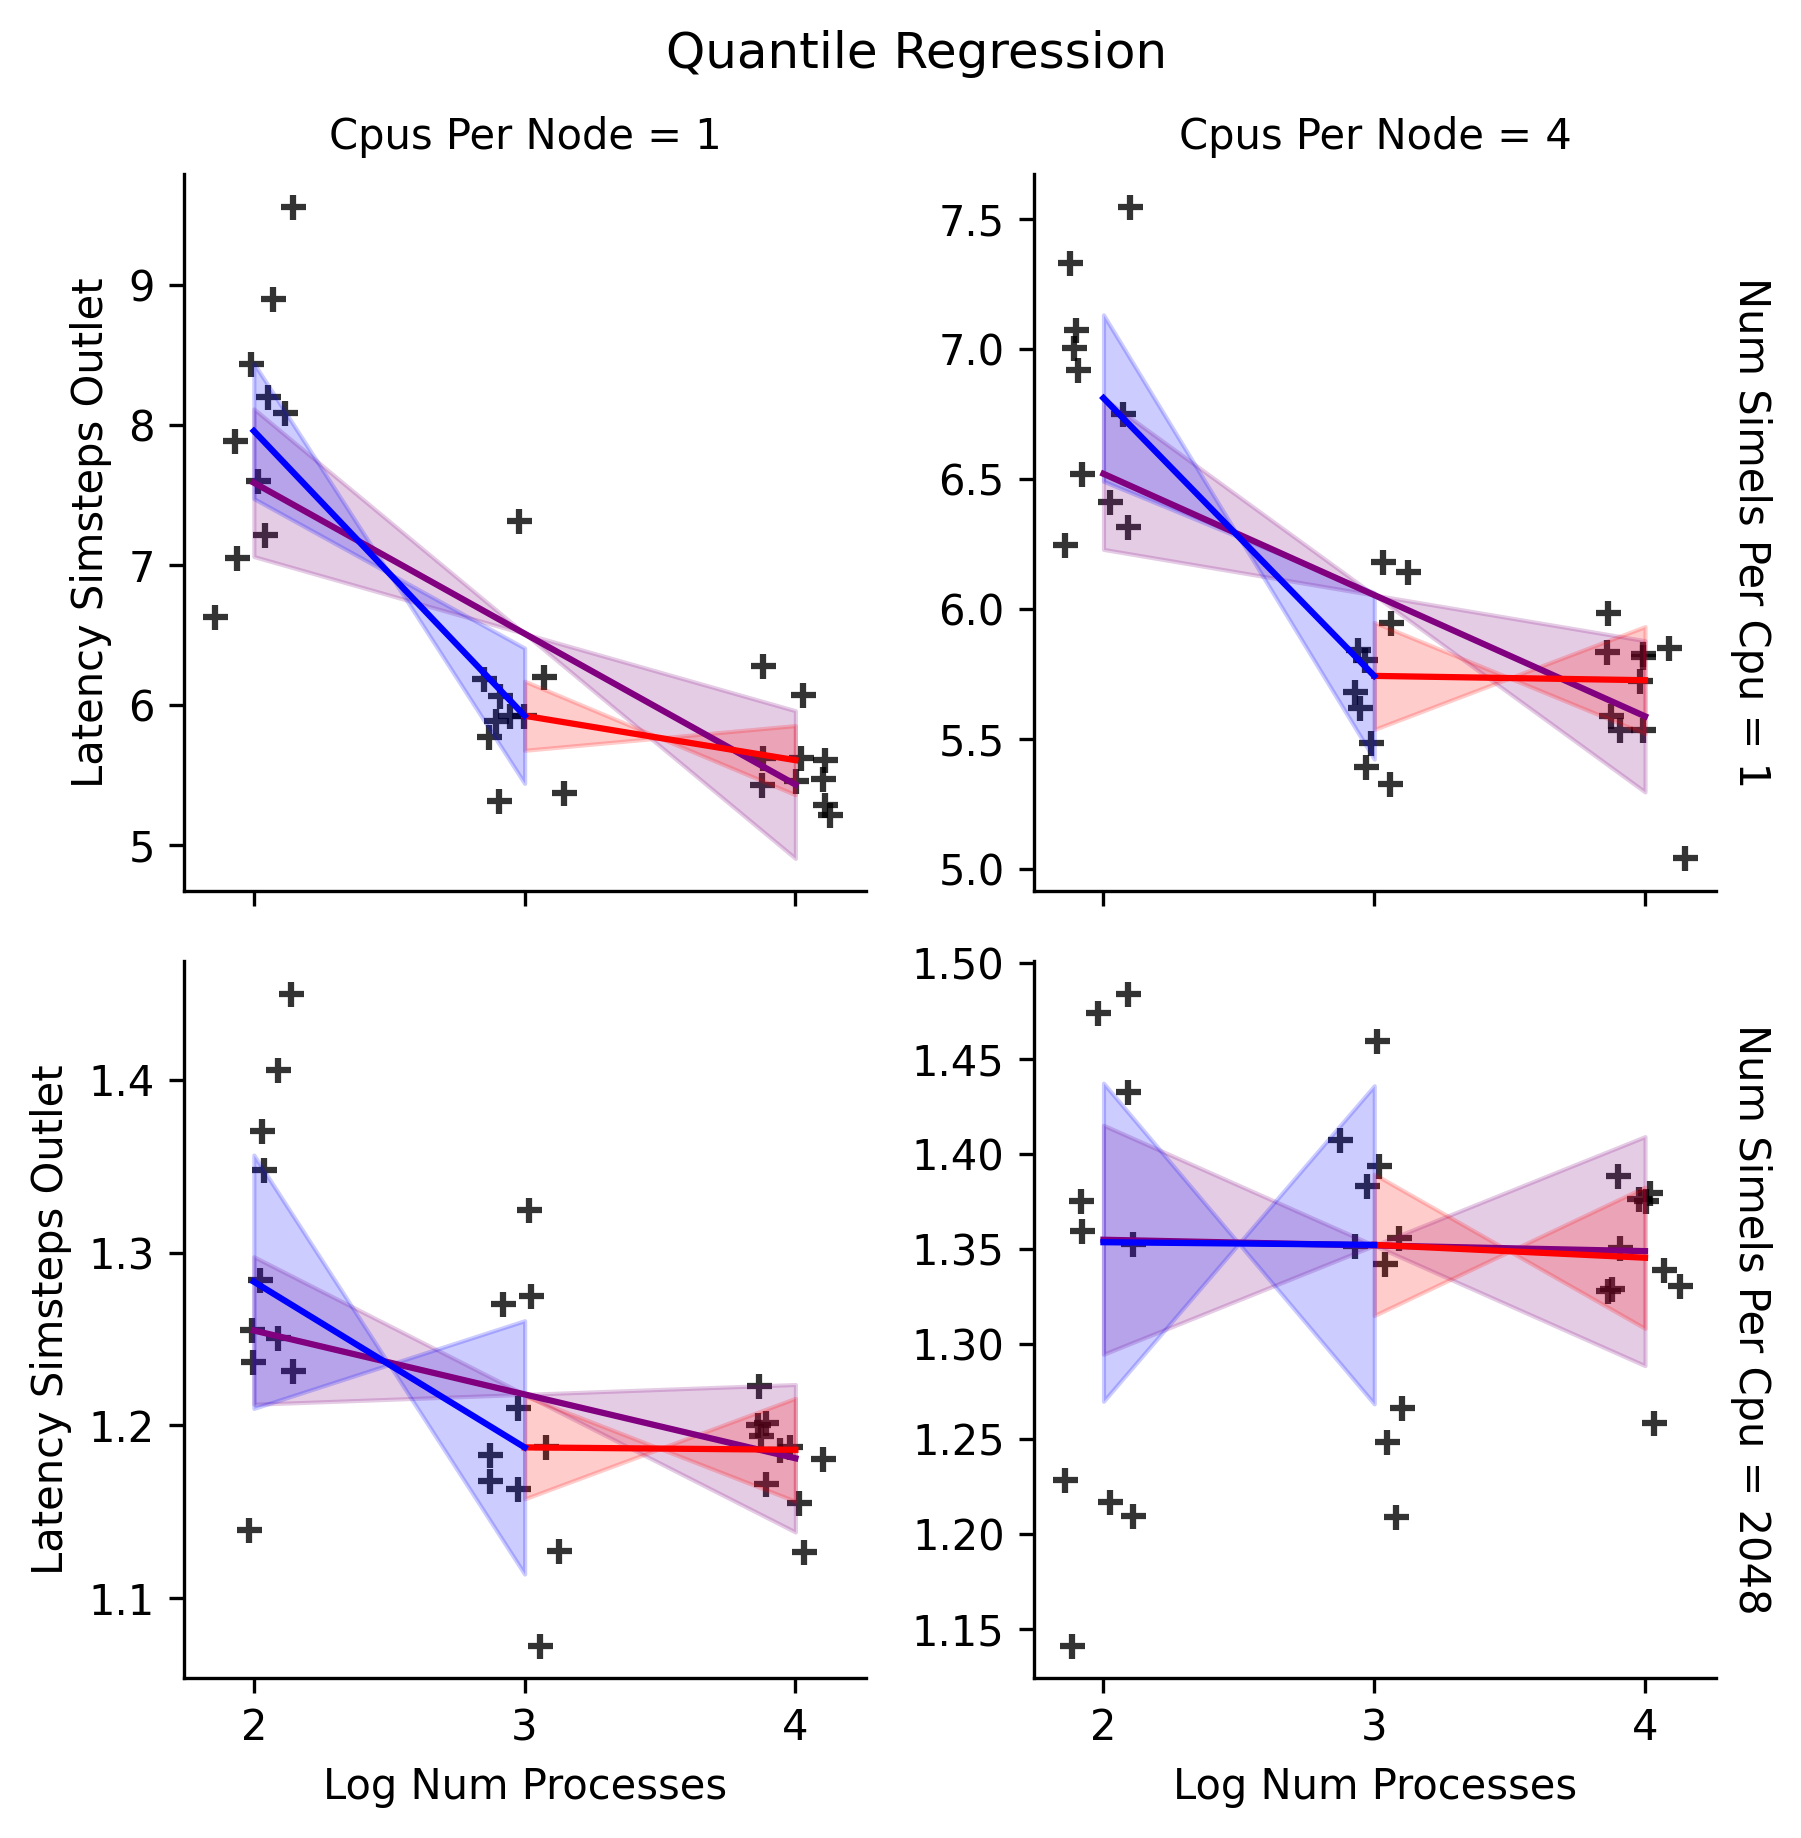 Quantile Regression
Cpus Per Node = 1
Cpus Per Node = 4
Latency Simsteps Outlet
9
8
7
6
5
7.5
7.0
6.5
6.0
5.5
5.0
Num Simels Per Cpu = 1
Latency Simsteps Outlet
1.4
1.3
1.2
1.1
1.50
1.45
1.40
1.35
1.30
1.25
1.20
1.15
Num Simels Per Cpu = 2048
2 3 4
2 3 4
Log Num Processes
Log Num Processes